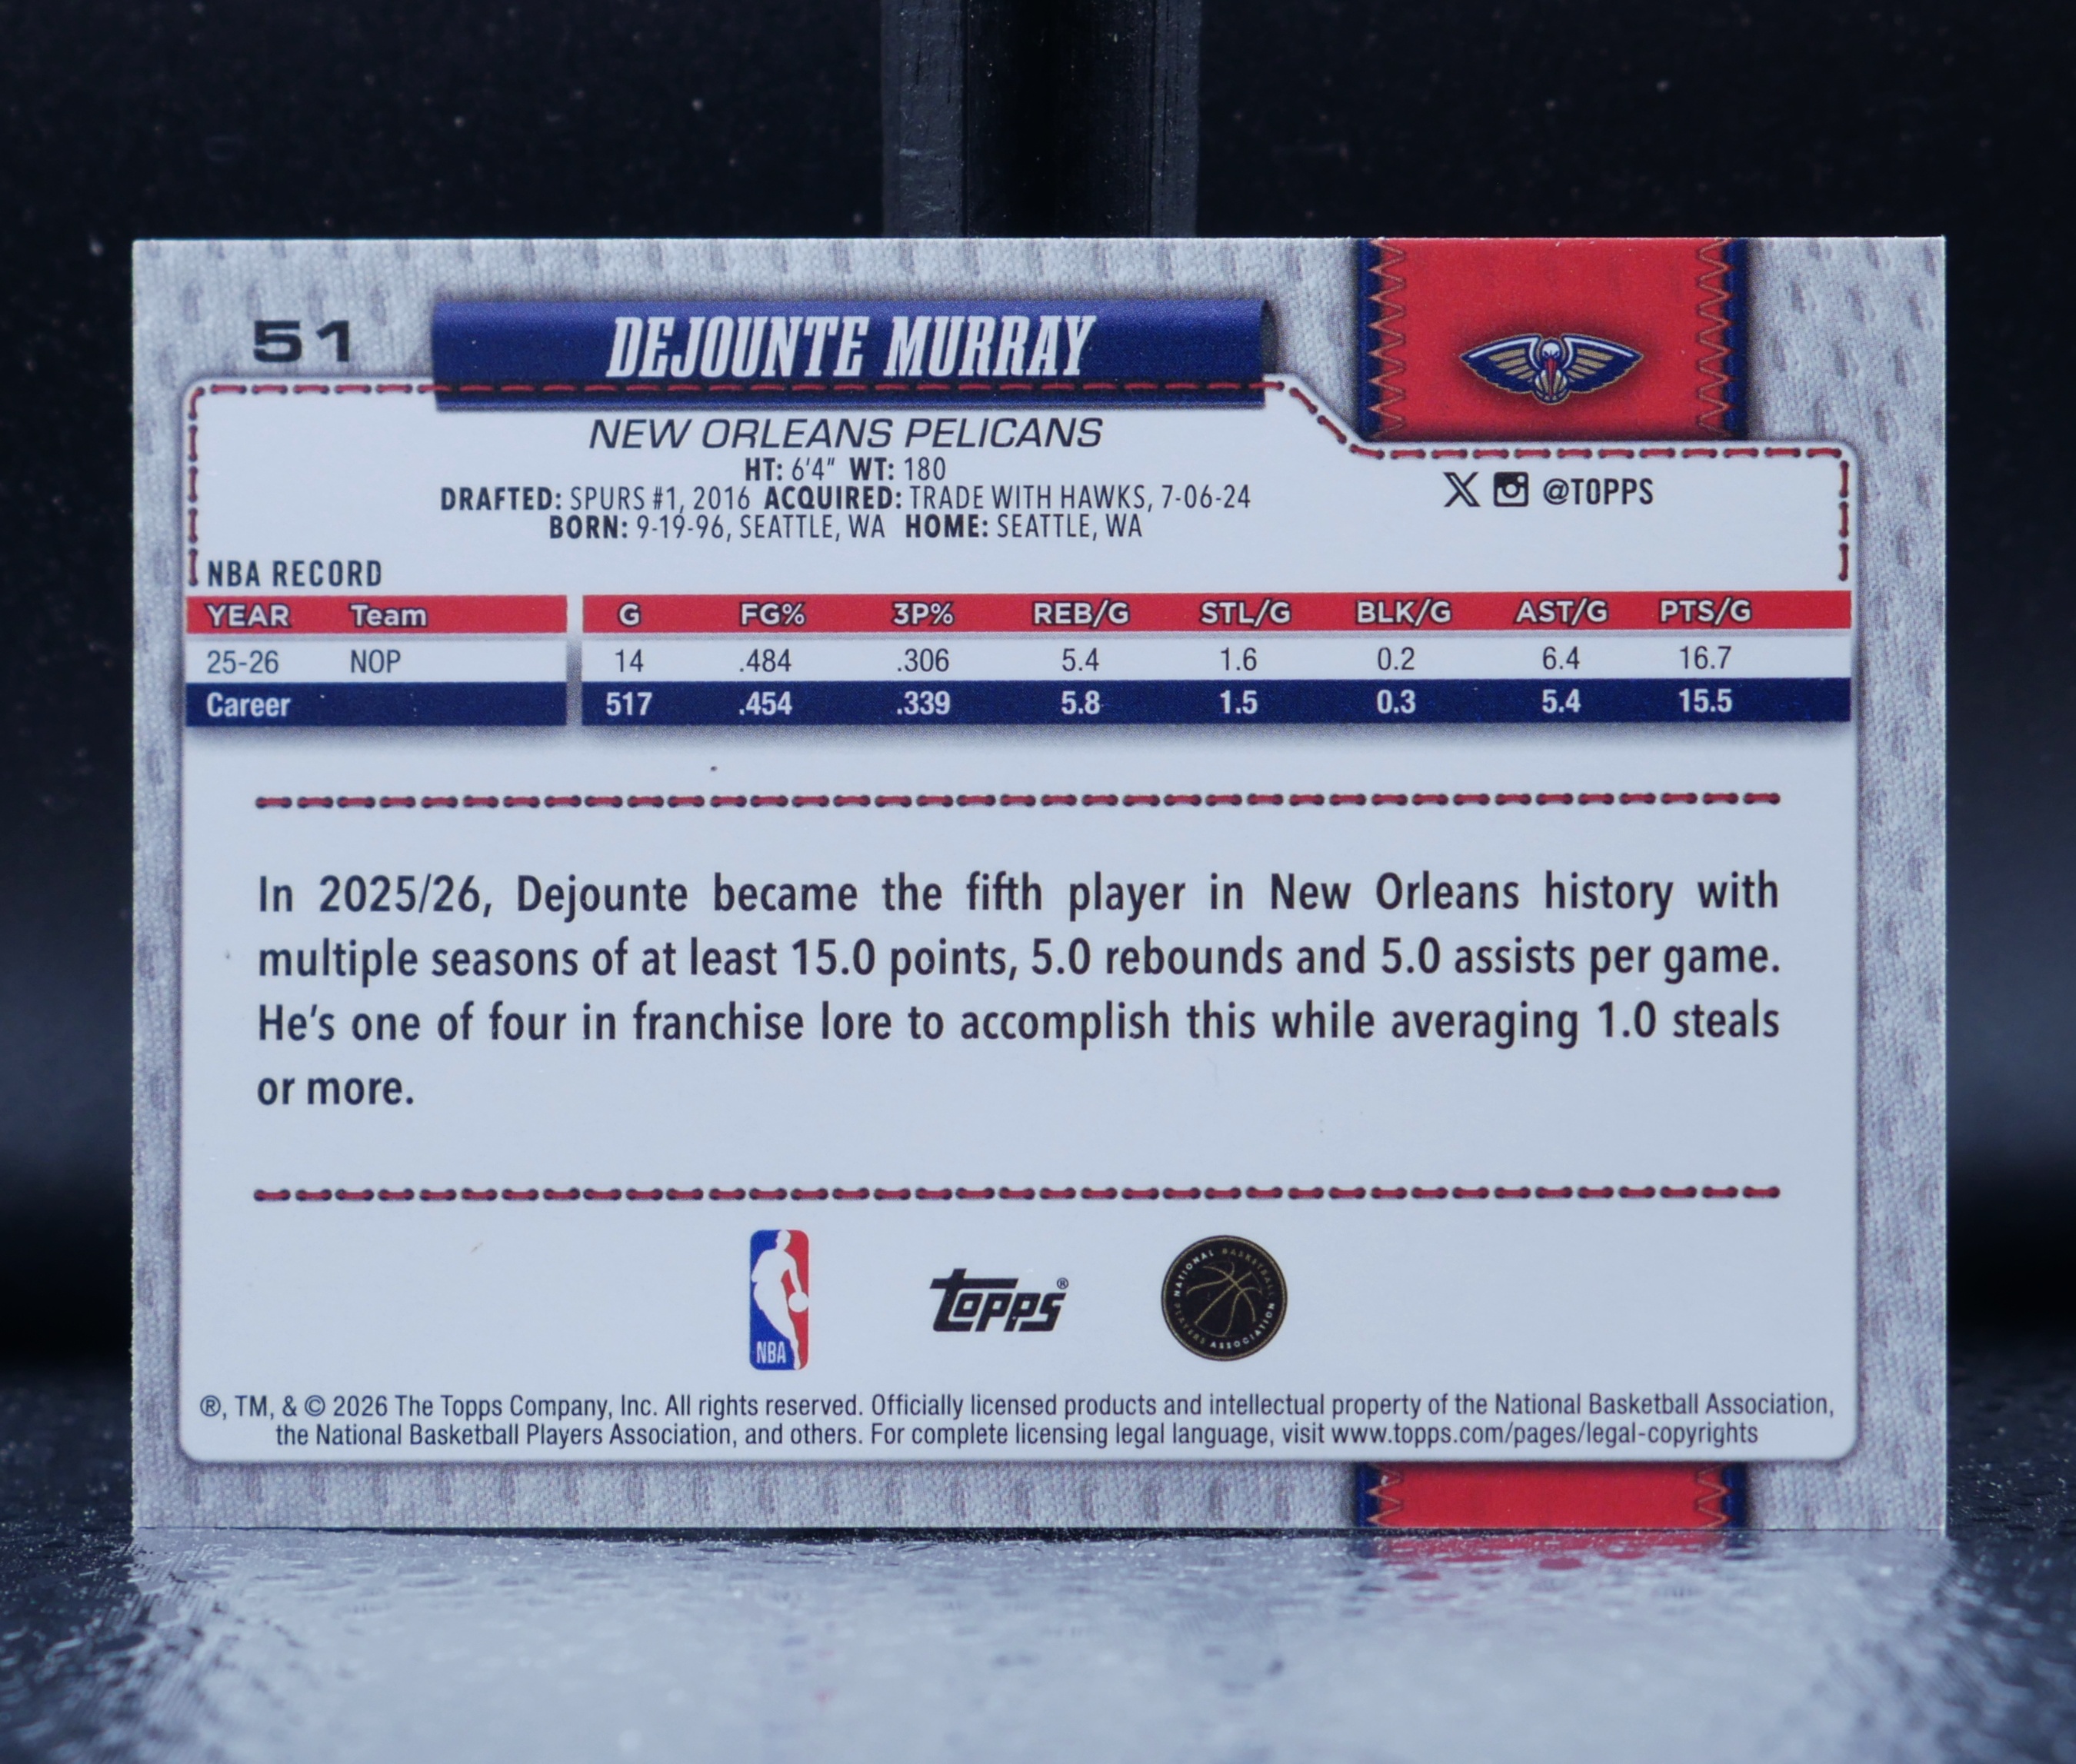 51
DEJOUNTE MURRAY
NEW ORLEANS PELICANS
HT: 6'4" WT: 180
DRAFTED: SPURS #1, 2016 ACQUIRED: TRADE WITH HAWKS, 7-06-24
BORN: 9-19-96, SEATTLE, WA HOME: SEATTLE, WA
X @TOPPS
NBA RECORD
YEAR Team G FG% 3P% REB/G STL/G BLK/G AST/G PTS/G
25-26 NOP 14 .484 .306 5.4 1.6 0.2 6.4 16.7
Career 517 .454 .339 5.8 1.5 0.3 5.4 15.5
In 2025/26, Dejounte became the fifth player in New Orleans history with
multiple seasons of at least 15.0 points, 5.0 rebounds and 5.0 assists per game.
He's one of four in franchise lore to accomplish this while averaging 1.0 steals
or more.
NBA
topps®
NATIONAL BASKETBALL PLAYERS ASSOCIATION
®, TM, & © 2026 The Topps Company, Inc. All rights reserved. Officially licensed products and intellectual property of the National Basketball Association,
the National Basketball Players Association, and others. For complete licensing legal language, visit www.topps.com/pages/legal-copyrights